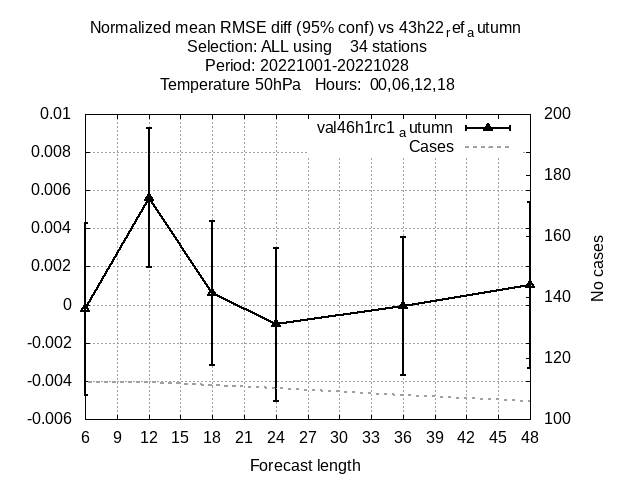 Normalized mean RMSE diff (95% conf) vs 43h22refautumn
Selection: ALL using 34 stations
Period: 20221001-20221028
Temperature 50hPa Hours: 00,06,12,18
0.01 200
val46h1rc1autumn
Cases
0.008
0.006 180
0.004 160
0.002
0 140
-0.002
-0.004 120
-0.006 100
No cases
6 9 12 15 18 21 24 27 30 33 36 39 42 45 48
Forecast length